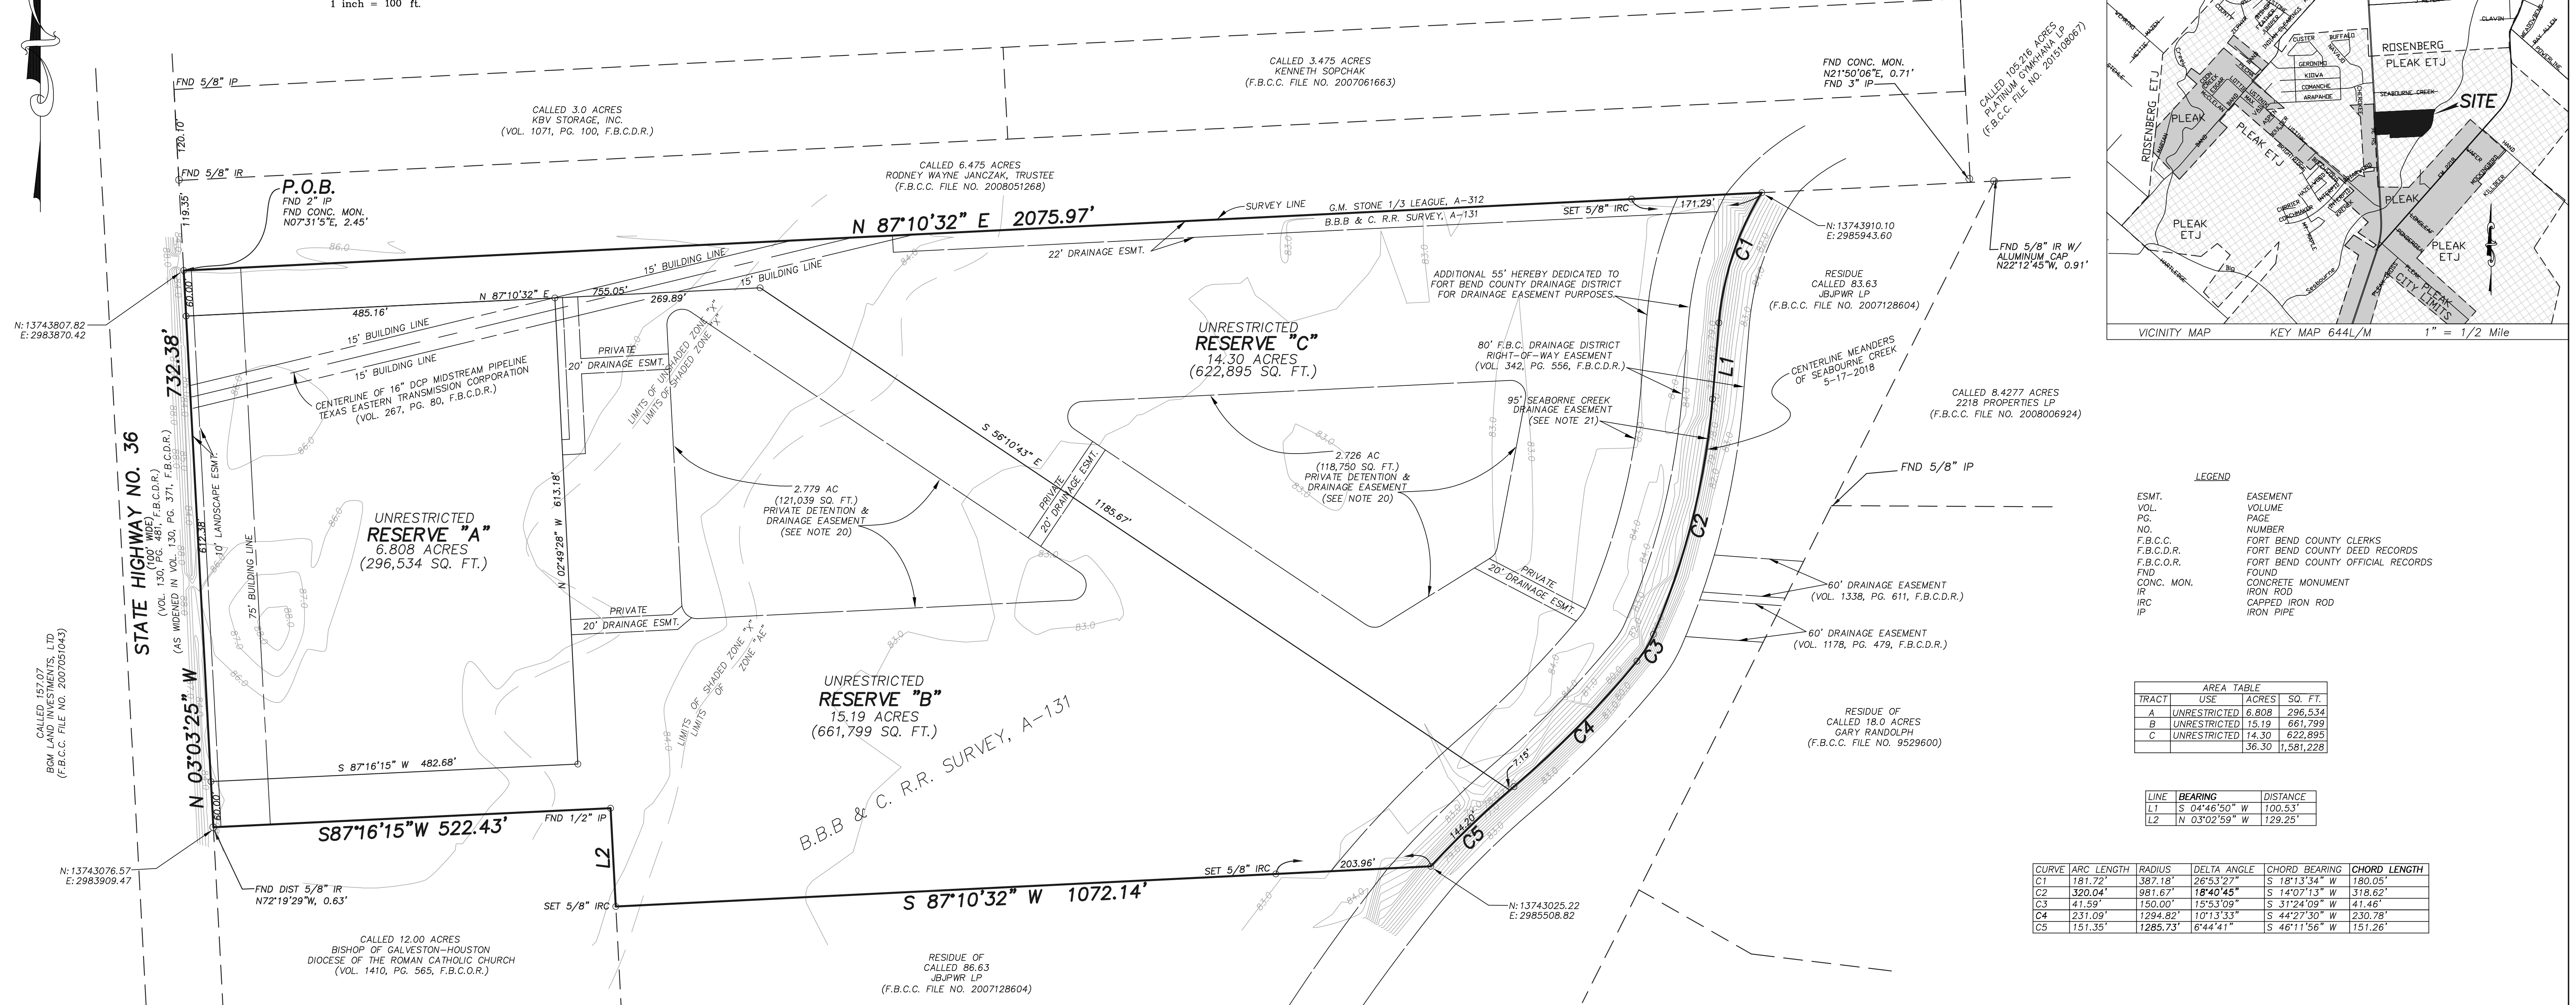 1 inch = 100 ft.
FND 5/8" IP
120.10'
FND 5/8" IR
119.35'
P.O.B.
FND 2" IP
FND CONC. MON.
N07°31'5"E, 2.45'
CALLED 3.0 ACRES
KBV STORAGE, INC.
(VOL. 1071, PG. 100, F.B.C.D.R.)
CALLED 3.475 ACRES
KENNETH SOPCHAK
(F.B.C.C. FILE NO. 2007061663)
CALLED 6.475 ACRES
RODNEY WAYNE JANCZAK, TRUSTEE
(F.B.C.C. FILE NO. 2008051268)
FND CONC. MON.
N21°50'06"E, 0.71'
FND 3" IP
CALLED 105.216 ACRES
PLATINUM GYMKHANA LP
(F.B.C.C. FILE NO. 2015108067)
N 87°10'32" E 2075.97'
SURVEY LINE
G.M. STONE 1/3 LEAGUE, A-312
B.B.B & C. R.R. SURVEY, A-131
SET 5/8" IRC
171.29'
22' DRAINAGE ESMT.
N:13743910.10
E:2985943.60
FND 5/8" IR W/
ALUMINUM CAP
N22°12'45"W, 0.91'
N:13743807.82
E:2983870.42
60.00'
485.16'
N 87°10'32" E
755.05'
269.89'
15' BUILDING LINE
15' BUILDING LINE
15' BUILDING LINE
15' BUILDING LINE
CENTERLINE OF 16" DCP MIDSTREAM PIPELINE
TEXAS EASTERN TRANSMISSION CORPORATION
(VOL. 267, PG. 80, F.B.C.D.R.)
PRIVATE
20' DRAINAGE ESMT.
LIMITS OF UNSHADED ZONE "X"
LIMITS OF SHADED ZONE "X"
ADDITIONAL 55' HEREBY DEDICATED TO
FORT BEND COUNTY DRAINAGE DISTRICT
FOR DRAINAGE EASEMENT PURPOSES
80' F.B.C. DRAINAGE DISTRICT
RIGHT-OF-WAY EASEMENT
(VOL. 342, PG. 556, F.B.C.D.R.)
95' SEABORNE CREEK
DRAINAGE EASEMENT
(SEE NOTE 21)
RESIDUE
CALLED 83.63
JBJPWR LP
(F.B.C.C. FILE NO. 2007128604)
CENTERLINE MEANDERS
OF SEABOURNE CREEK
5-17-2018
CALLED 8.4277 ACRES
2218 PROPERTIES LP
(F.B.C.C. FILE NO. 2008006924)
UNRESTRICTED
RESERVE "C"
14.30 ACRES
(622,895 SQ. FT.)
2.726 AC
(118,750 SQ. FT.)
PRIVATE DETENTION &
DRAINAGE EASEMENT
(SEE NOTE 20)
2.779 AC
(121,039 SQ. FT.)
PRIVATE DETENTION &
DRAINAGE EASEMENT
(SEE NOTE 20)
S 56°10'43" E
1185.67'
PRIVATE
20' DRAINAGE ESMT.
PRIVATE
20' DRAINAGE ESMT.
PRIVATE
20' DRAINAGE ESMT.
UNRESTRICTED
RESERVE "A"
6.808 ACRES
(296,534 SQ. FT.)
UNRESTRICTED
RESERVE "B"
15.19 ACRES
(661,799 SQ. FT.)
N 02°49'28" W 613.18'
LIMITS OF SHADED ZONE "X"
LIMITS OF ZONE "AE"
B.B.B & C. R.R. SURVEY, A-131
STATE HIGHWAY NO. 36
(100' WIDE)
(VOL. 130, PG. 481, F.B.C.D.R.)
(AS WIDENED IN VOL. 130, PG. 371, F.B.C.D.R.)
732.38'
N 03°03'25" W
612.38'
10' LANDSCAPE ESMT.
75' BUILDING LINE
60.00'
CALLED 157.07
BGM LAND INVESTMENTS, LTD
(F.B.C.C. FILE NO. 2007051043)
S 87°16'15" W 482.68'
S87°16'15"W 522.43'
FND 1/2" IP
L2
SET 5/8" IRC
S 87°10'32" W 1072.14'
SET 5/8" IRC
203.96'
144.20'
7.15'
C1
L1
C2
C3
C4
C5
N:13743076.57
E:2983909.47
FND DIST 5/8" IR
N72°19'29"W, 0.63'
N:13743025.22
E:2985508.82
CALLED 12.00 ACRES
BISHOP OF GALVESTON-HOUSTON
DIOCESE OF THE ROMAN CATHOLIC CHURCH
(VOL. 1410, PG. 565, F.B.C.O.R.)
RESIDUE OF
CALLED 86.63
JBJPWR LP
(F.B.C.C. FILE NO. 2007128604)
RESIDUE OF
CALLED 18.0 ACRES
GARY RANDOLPH
(F.B.C.C. FILE NO. 9529600)
FND 5/8" IP
60' DRAINAGE EASEMENT
(VOL. 1338, PG. 611, F.B.C.D.R.)
60' DRAINAGE EASEMENT
(VOL. 1178, PG. 479, F.B.C.D.R.)
ROSENBERG
PLEAK ETJ
ROSENBERG ETJ
SITE
PLEAK
PLEAK ETJ
PLEAK
ETJ
PLEAK
PLEAK
ETJ
PLEAK
CITY LIMITS
CUSTER
BUFFALO
NAVAJO
GERONIMO
KIOWA
COMANCHE
ARAPAHOE
CHEROKEE
SEABOURNE CREEK
CLAVIN
POWERLINE
Seabourne
VICINITY MAP KEY MAP 644L/M 1" = 1/2 Mile
LEGEND
ESMT. EASEMENT
VOL. VOLUME
PG. PAGE
NO. NUMBER
F.B.C.C. FORT BEND COUNTY CLERKS
F.B.C.D.R. FORT BEND COUNTY DEED RECORDS
F.B.C.O.R. FORT BEND COUNTY OFFICIAL RECORDS
FND FOUND
CONC. MON. CONCRETE MONUMENT
IR IRON ROD
IRC CAPPED IRON ROD
IP IRON PIPE
AREA TABLE
TRACT USE ACRES SQ. FT.
A UNRESTRICTED 6.808 296,534
B UNRESTRICTED 15.19 661,799
C UNRESTRICTED 14.30 622,895
36.30 1,581,228
LINE BEARING DISTANCE
L1 S 04°46'50" W 100.53'
L2 N 03°02'59" W 129.25'
CURVE ARC LENGTH RADIUS DELTA ANGLE CHORD BEARING CHORD LENGTH
C1 181.72' 387.18' 26°53'27" S 18°13'34" W 180.05'
C2 320.04' 981.67' 18°40'45" S 14°07'13" W 318.62'
C3 41.59' 150.00' 15°53'09" S 31°24'09" W 41.46'
C4 231.09' 1294.82' 10°13'33" S 44°27'30" W 230.78'
C5 151.35' 1285.73' 6°44'41" S 46°11'56" W 151.26'